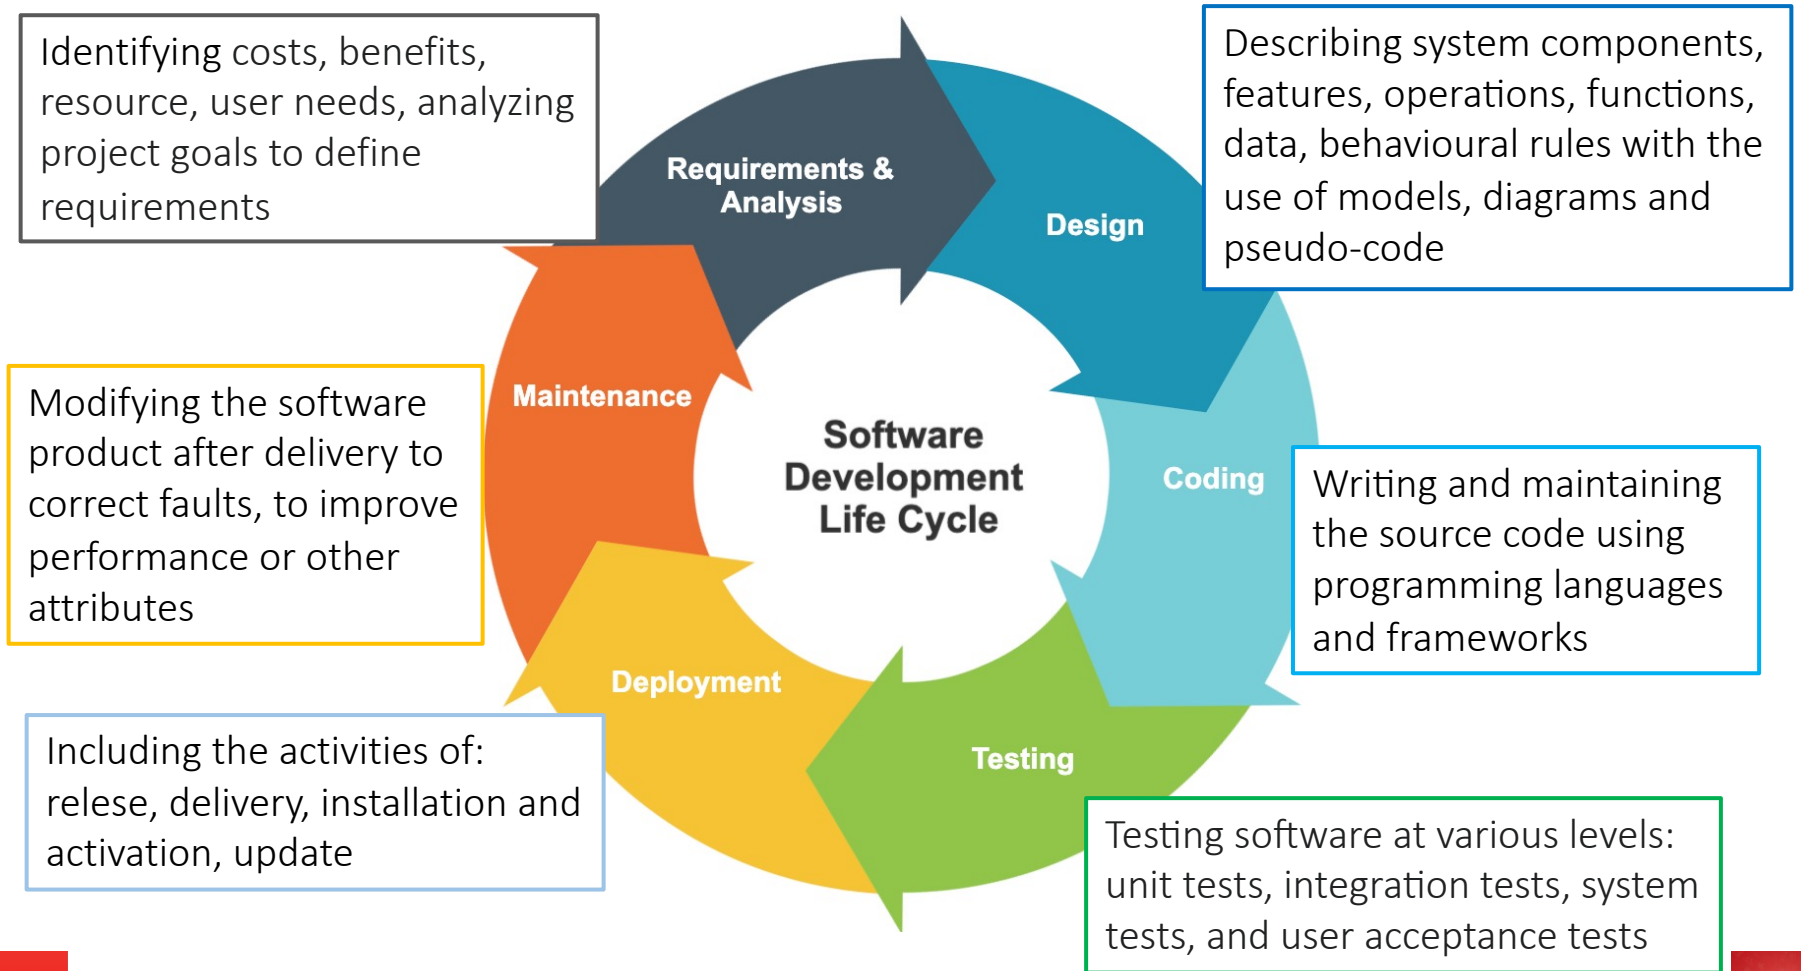 Identifying costs, benefits,
resource, user needs, analyzing
project goals to define
requirements
Describing system components,
features, operations, functions,
data, behavioural rules with the
use of models, diagrams and
pseudo-code
Requirements &
Analysis
Design
Maintenance
Modifying the software
product after delivery to
correct faults, to improve
performance or other
attributes
Software
Development
Life Cycle
Coding
Writing and maintaining
the source code using
programming languages
and frameworks
Deployment
Testing
Including the activities of:
relese, delivery, installation and
activation, update
Testing software at various levels:
unit tests, integration tests, system
tests, and user acceptance tests